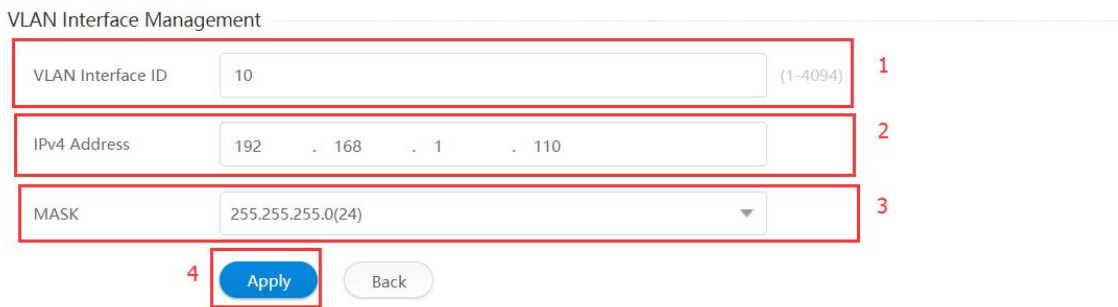 VLAN Interface Management
VLAN Interface ID 10 (1-4094) 1
IPv4 Address 192 . 168 . 1 . 110 2
MASK 255.255.255.0(24) 3
4 Apply Back